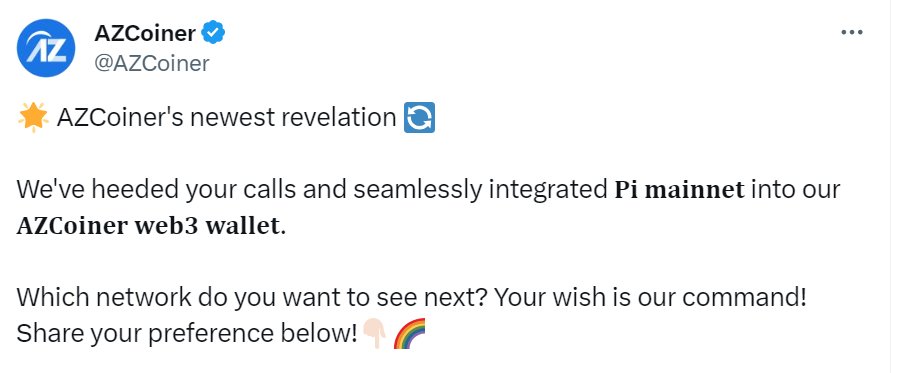 AZ
AZCoiner
@AZCoiner
🌟 AZCoiner's newest revelation 🔄
We've heeded your calls and seamlessly integrated 𝐏𝐢 𝐦𝐚𝐢𝐧𝐧𝐞𝐭 into our
𝐀𝐙𝐂𝐨𝐢𝐧𝐞𝐫 𝐰𝐞𝐛𝟑 𝐰𝐚𝐥𝐥𝐞𝐭.
Which network do you want to see next? Your wish is our command!
Share your preference below!👇🏻🌈